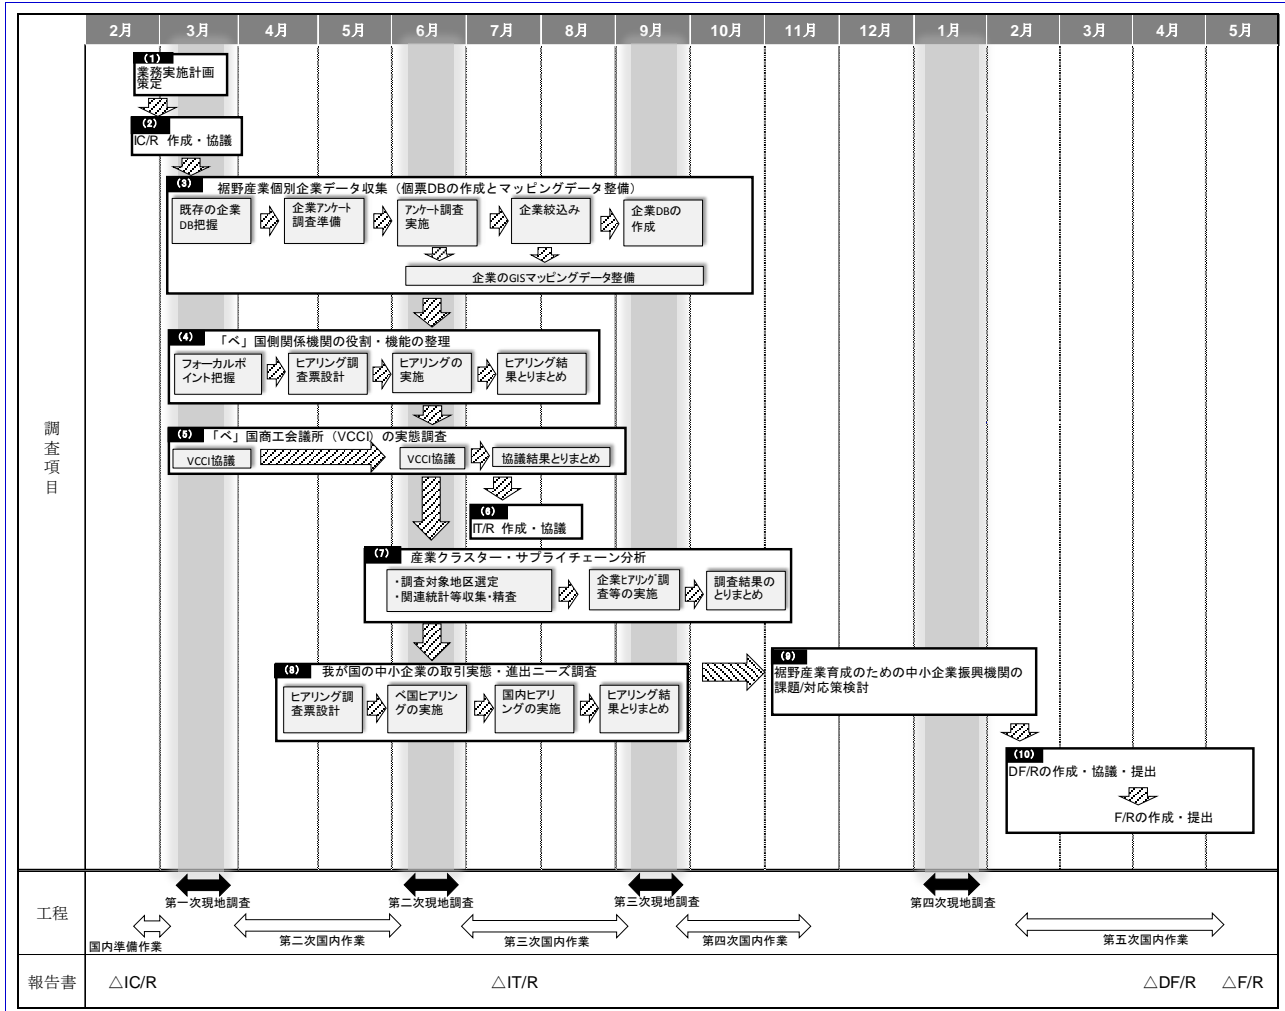 2月 3月 4月 5月 6月 7月 8月 9月 10月 11月 12月 1月 2月 3月 4月 5月
調査項目
(1)
業務実施計画
策定
(2)
IC/R 作成・協議
(3)
裾野産業個別企業データ収集（個票DBの作成とマッピングデータ整備）
既存の企業
DB把握
企業アンケート
調査準備
アンケート調査
実施
企業絞込み
企業DBの
作成
企業のGISマッピングデータ整備
(4)
「ベ」国側関係機関の役割・機能の整理
フォーカルポ
イント把握
ヒアリング調
査票設計
ヒアリングの
実施
ヒアリング結
果とりまとめ
(5)
「ベ」国商工会議所（VCCI）の実態調査
VCCI協議
VCCI協議
協議結果とりまとめ
(6)
IT/R 作成・協議
(7)
産業クラスター・サプライチェーン分析
・調査対象地区選定
・関連統計等収集・精査
企業ヒアリング調
査等の実施
調査結果の
とりまとめ
(8)
我が国の中小企業の取引実態・進出ニーズ調査
ヒアリング調
査票設計
ベ国ヒアリン
グの実施
国内ヒアリ
ングの実施
ヒアリング結
果とりまとめ
(9)
裾野産業育成のための中小企業振興機関の
課題/対応策検討
(10)
DF/Rの作成・協議・提出
F/Rの作成・提出
工程
第一次現地調査
第二次現地調査
第三次現地調査
第四次現地調査
国内準備作業
第二次国内作業
第三次国内作業
第四次国内作業
第五次国内作業
報告書
△IC/R
△IT/R
△DF/R
△F/R